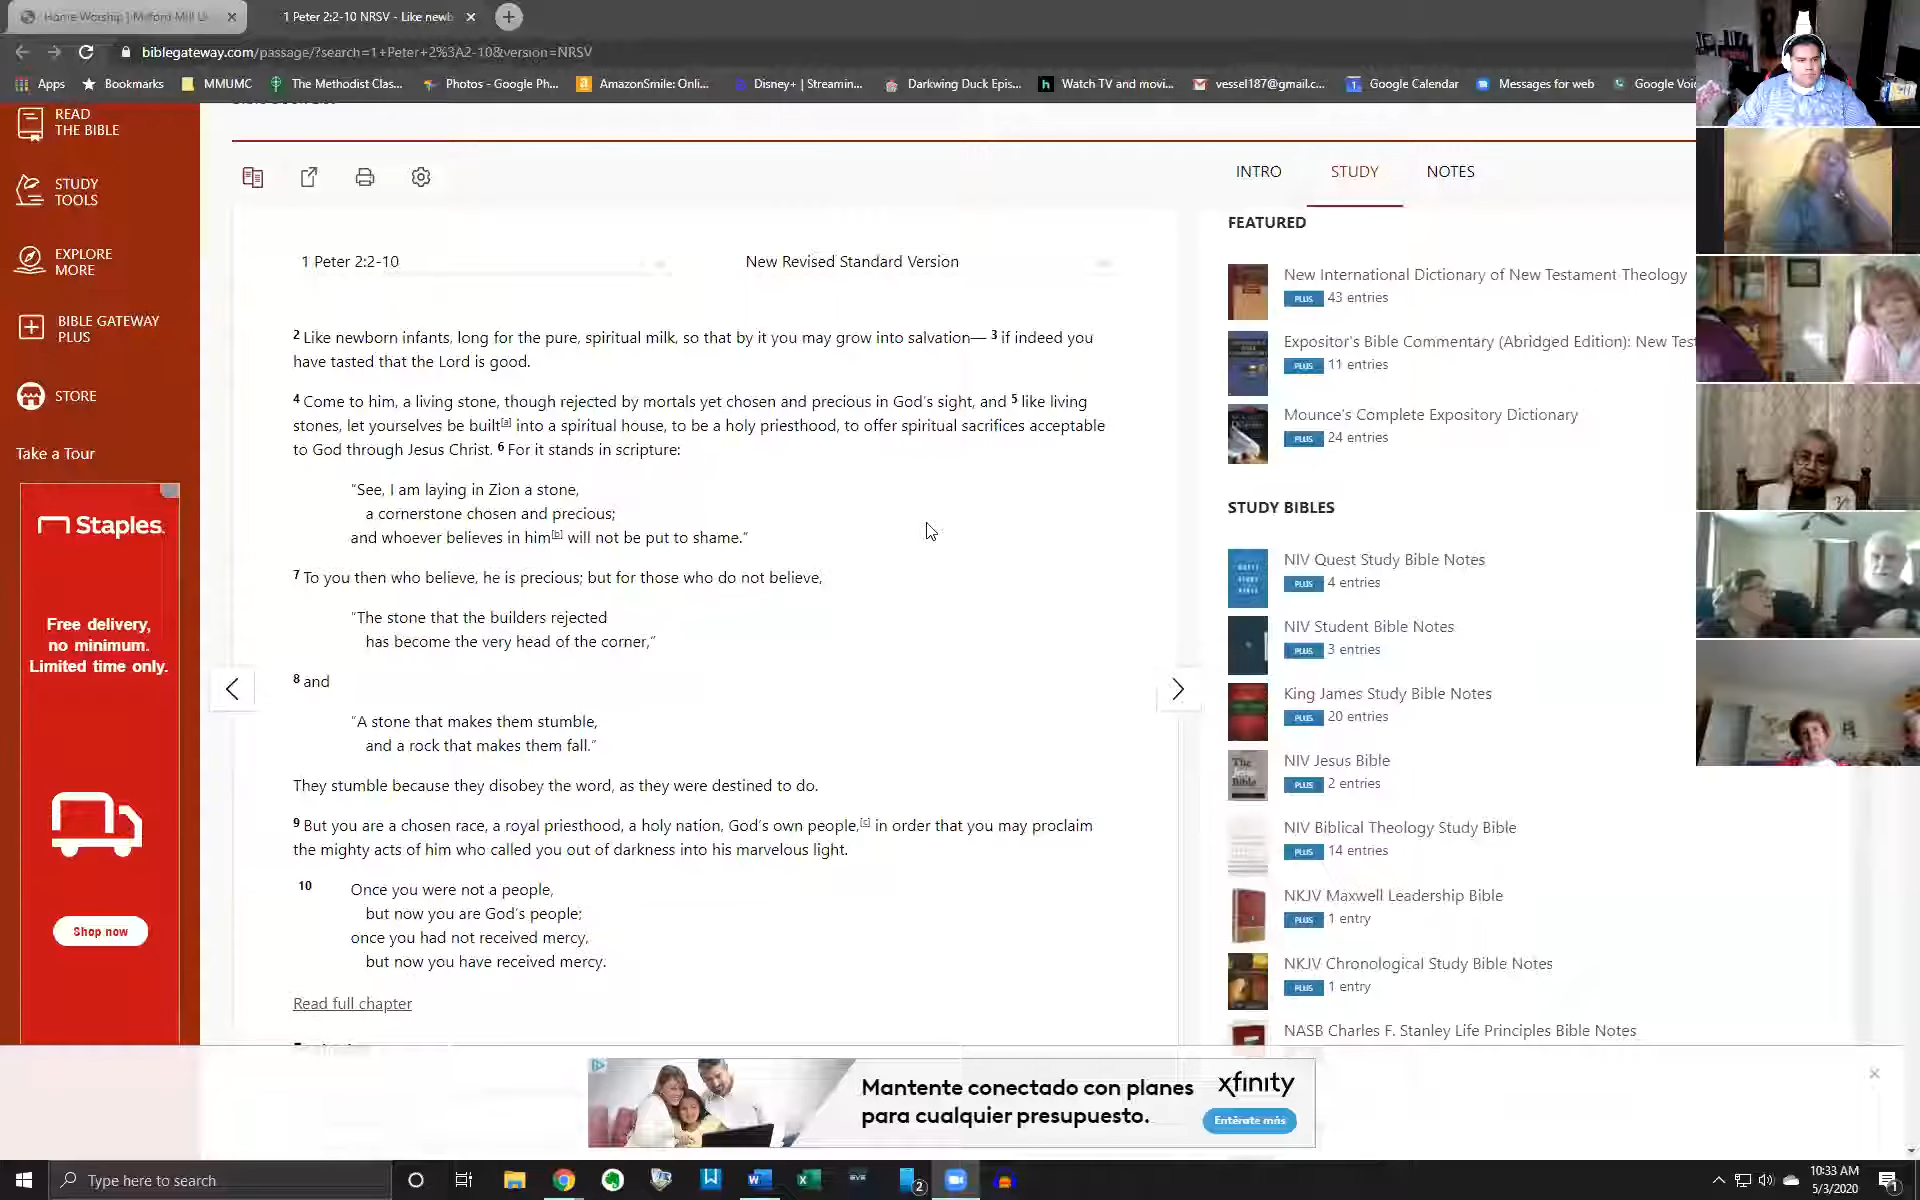 Home Worship | Milford Mill U
1 Peter 2:2-10 NRSV - Like newb
biblegateway.com/passage/?search=1+Peter+2%3A2-10&version=NRSV
Apps
Bookmarks
MMUMC
The Methodist Clas...
Photos - Google Ph...
AmazonSmile: Onli...
Disney+ | Streamin...
Darkwing Duck Epis...
Watch TV and movi...
vessel187@gmail.c...
Google Calendar
Messages for web
Google Voi
READ
THE BIBLE
STUDY
TOOLS
EXPLORE
MORE
BIBLE GATEWAY
PLUS
STORE
Take a Tour
Staples
Free delivery,
no minimum.
Limited time only.
Shop now
1 Peter 2:2-10
New Revised Standard Version
2 Like newborn infants, long for the pure, spiritual milk, so that by it you may grow into salvation— 3 if indeed you
have tasted that the Lord is good.
4 Come to him, a living stone, though rejected by mortals yet chosen and precious in God's sight, and 5 like living
stones, let yourselves be built[a] into a spiritual house, to be a holy priesthood, to offer spiritual sacrifices acceptable
to God through Jesus Christ. 6 For it stands in scripture:
“See, I am laying in Zion a stone,
a cornerstone chosen and precious;
and whoever believes in him[b] will not be put to shame.”
7 To you then who believe, he is precious; but for those who do not believe,
“The stone that the builders rejected
has become the very head of the corner,”
8 and
“A stone that makes them stumble,
and a rock that makes them fall.”
They stumble because they disobey the word, as they were destined to do.
9 But you are a chosen race, a royal priesthood, a holy nation, God's own people,[c] in order that you may proclaim
the mighty acts of him who called you out of darkness into his marvelous light.
10 Once you were not a people,
but now you are God's people;
once you had not received mercy,
but now you have received mercy.
Read full chapter
INTRO
STUDY
NOTES
FEATURED
New International Dictionary of New Testament Theology
PLUS 43 entries
Expositor's Bible Commentary (Abridged Edition): New Test
PLUS 11 entries
Mounce's Complete Expository Dictionary
PLUS 24 entries
STUDY BIBLES
NIV Quest Study Bible Notes
PLUS 4 entries
NIV Student Bible Notes
PLUS 3 entries
King James Study Bible Notes
PLUS 20 entries
NIV Jesus Bible
PLUS 2 entries
NIV Biblical Theology Study Bible
PLUS 14 entries
NKJV Maxwell Leadership Bible
PLUS 1 entry
NKJV Chronological Study Bible Notes
PLUS 1 entry
NASB Charles F. Stanley Life Principles Bible Notes
Mantente conectado con planes
para cualquier presupuesto.
xfinity
Entérate más
Type here to search
2
10:33 AM
5/3/2020
1